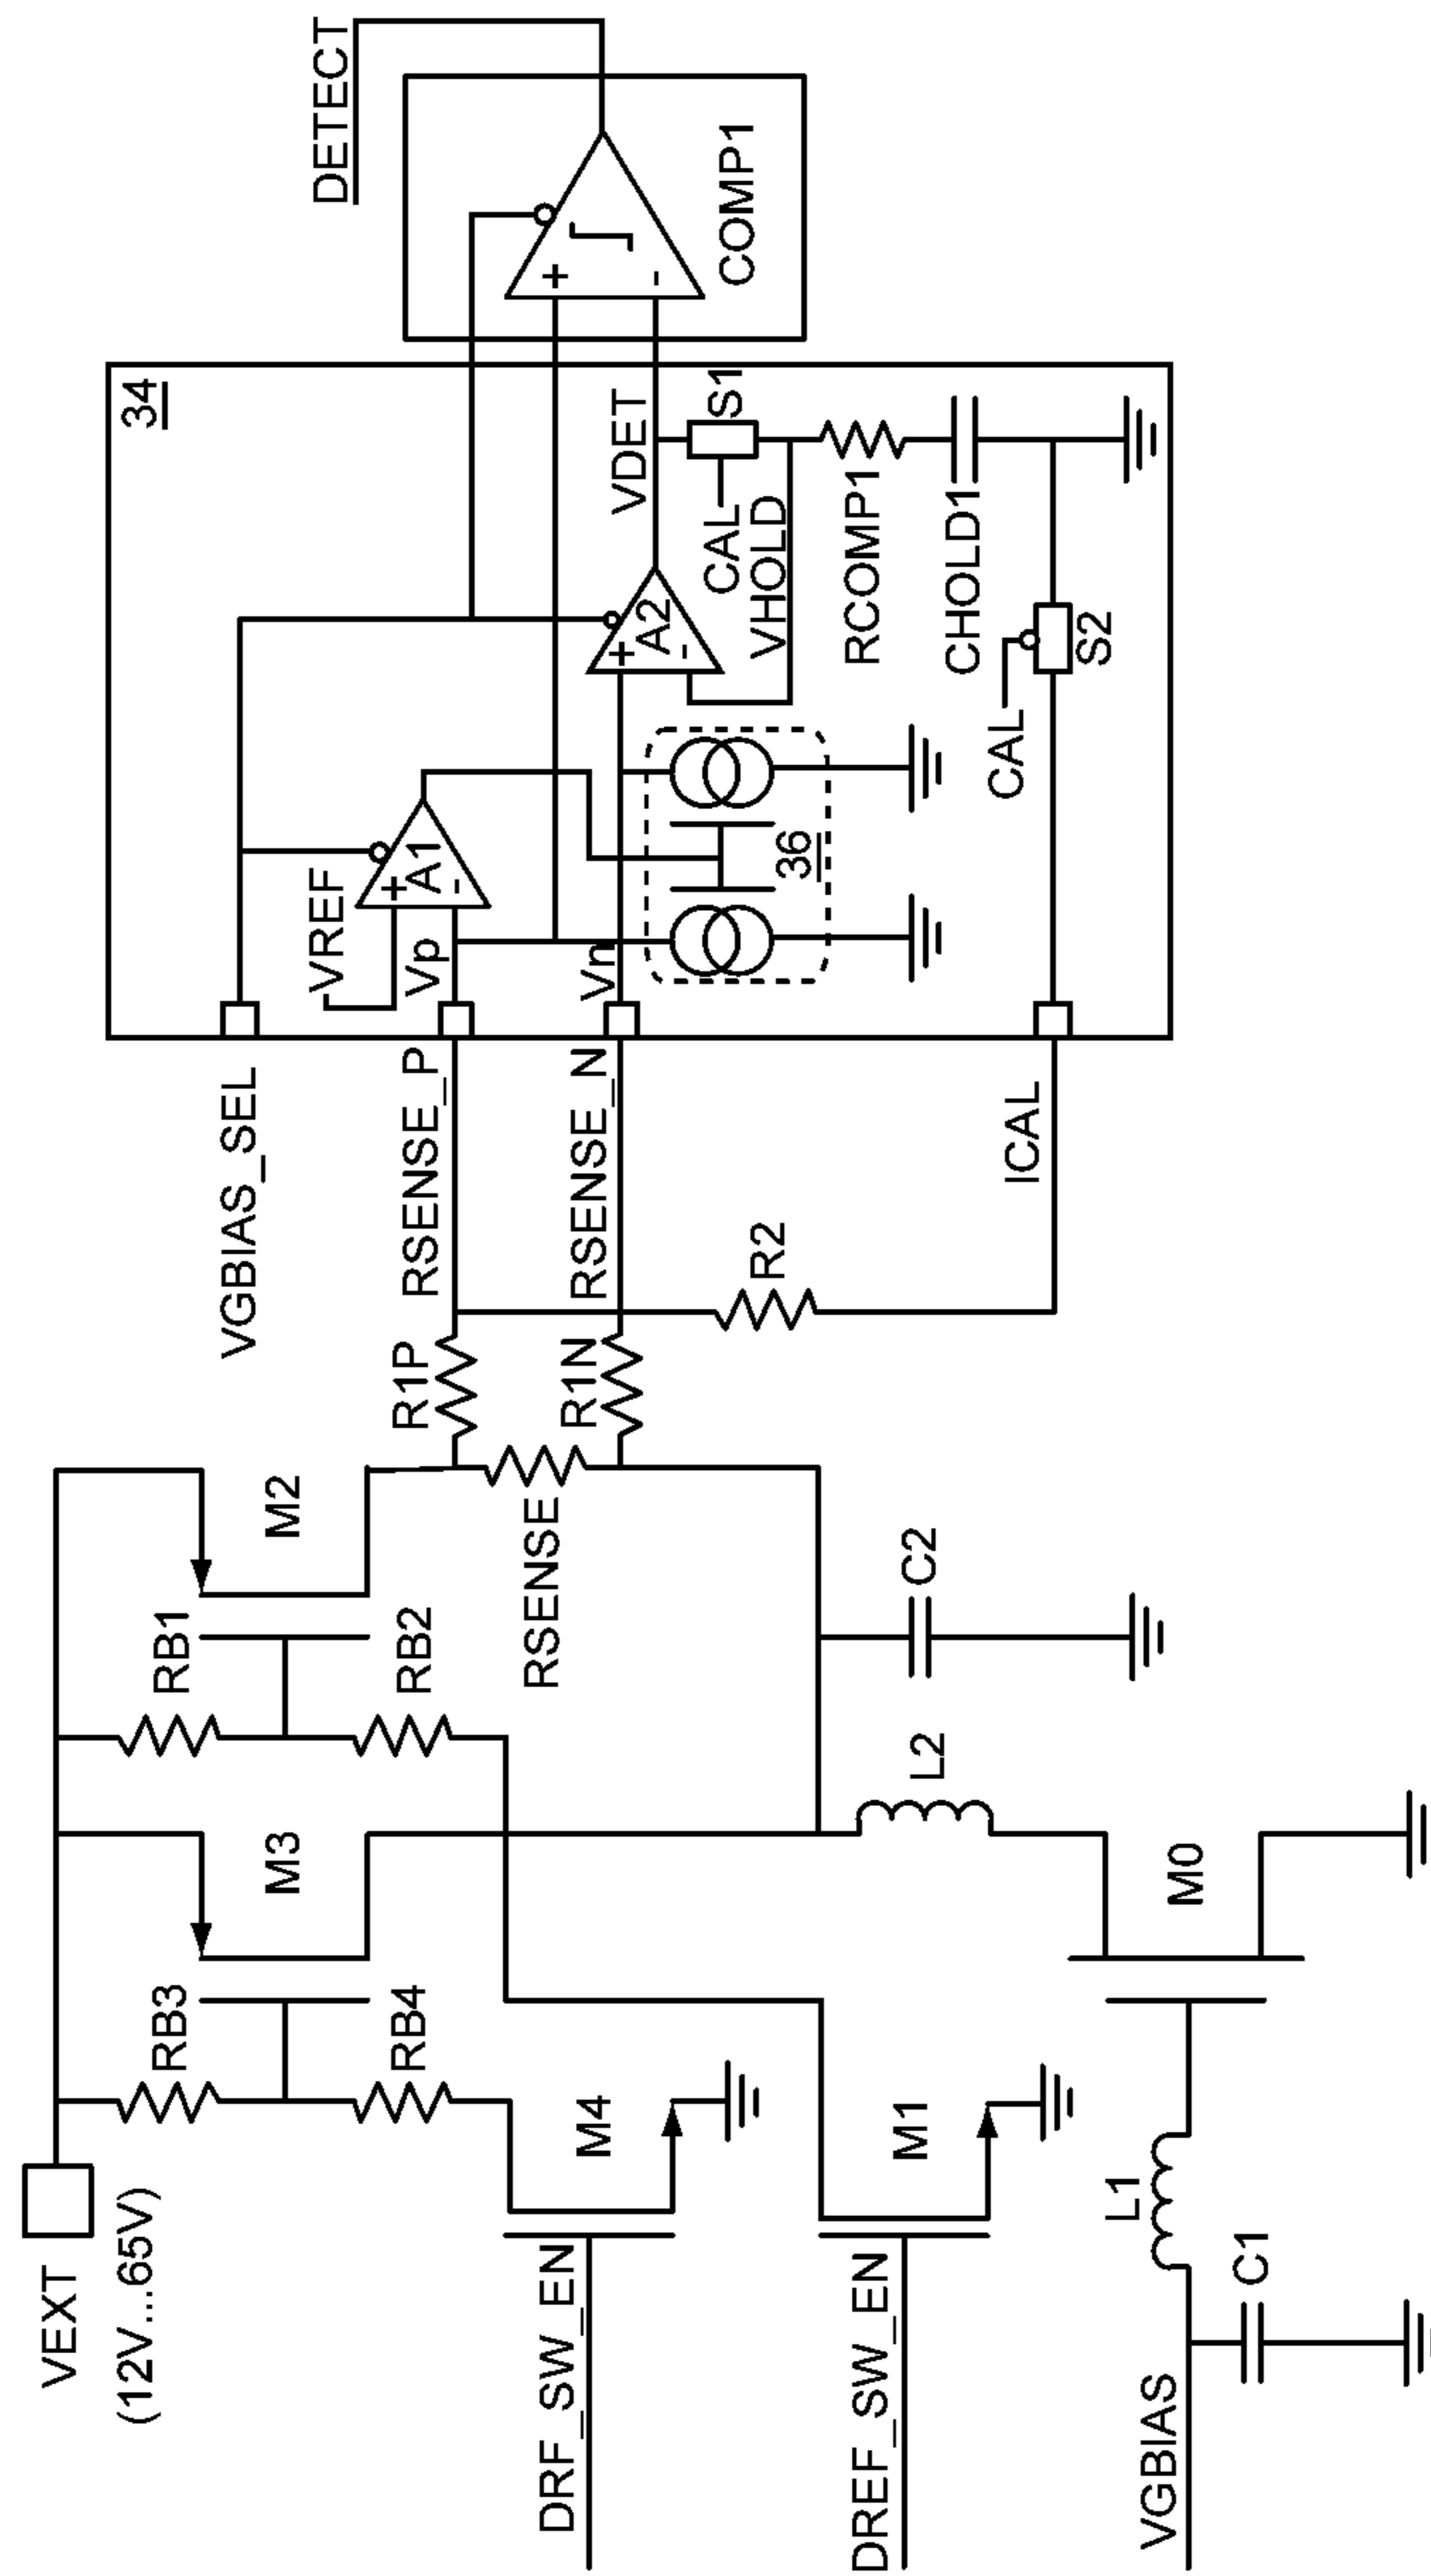 VEXT
(12V...65V)
RB3
RB4
M3
RB1
RB2
M2
M4
DRF_SW_EN
M1
DREF_SW_EN
VGBIAS
C1
L1
M0
L2
C2
RSENSE
R1P
R1N
R2
VGBIAS_SEL
RSENSE_P
RSENSE_N
ICAL
34
VREF
Vp
Vn
+
-
A1
36
+
-
A2
VDET
S1
CAL
VHOLD
RCOMP1
CHOLD1
CAL
S2
+
-
COMP1
DETECT